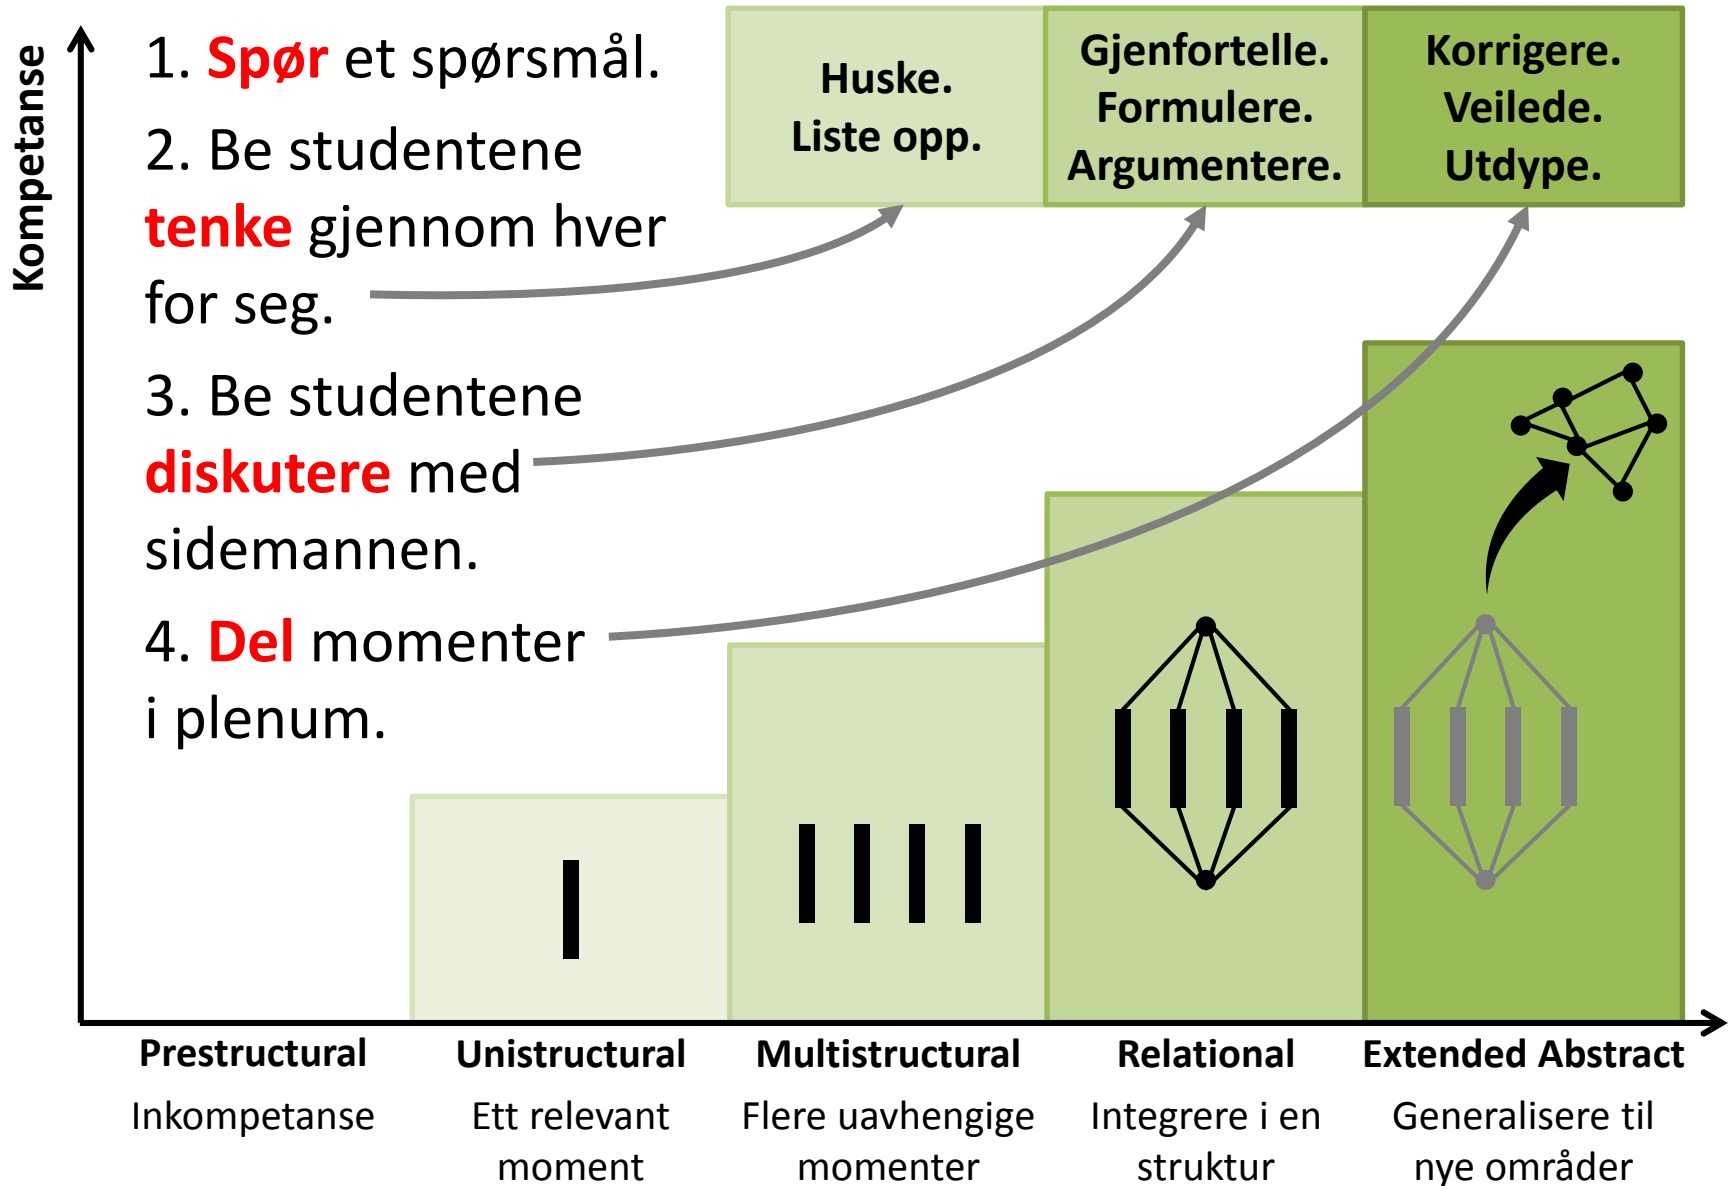 Kompetanse
1. Spør et spørsmål.
2. Be studentene
tenke gjennom hver
for seg.
3. Be studentene
diskutere med
sidemannen.
4. Del momenter
i plenum.
Huske.
Liste opp.
Gjenfortelle.
Formulere.
Argumentere.
Korrigere.
Veilede.
Utdype.
Prestructural
Inkompetanse
Unistructural
Ett relevant
moment
Multistructural
Flere uavhengige
momenter
Relational
Integrere i en
struktur
Extended Abstract
Generalisere til
nye områder